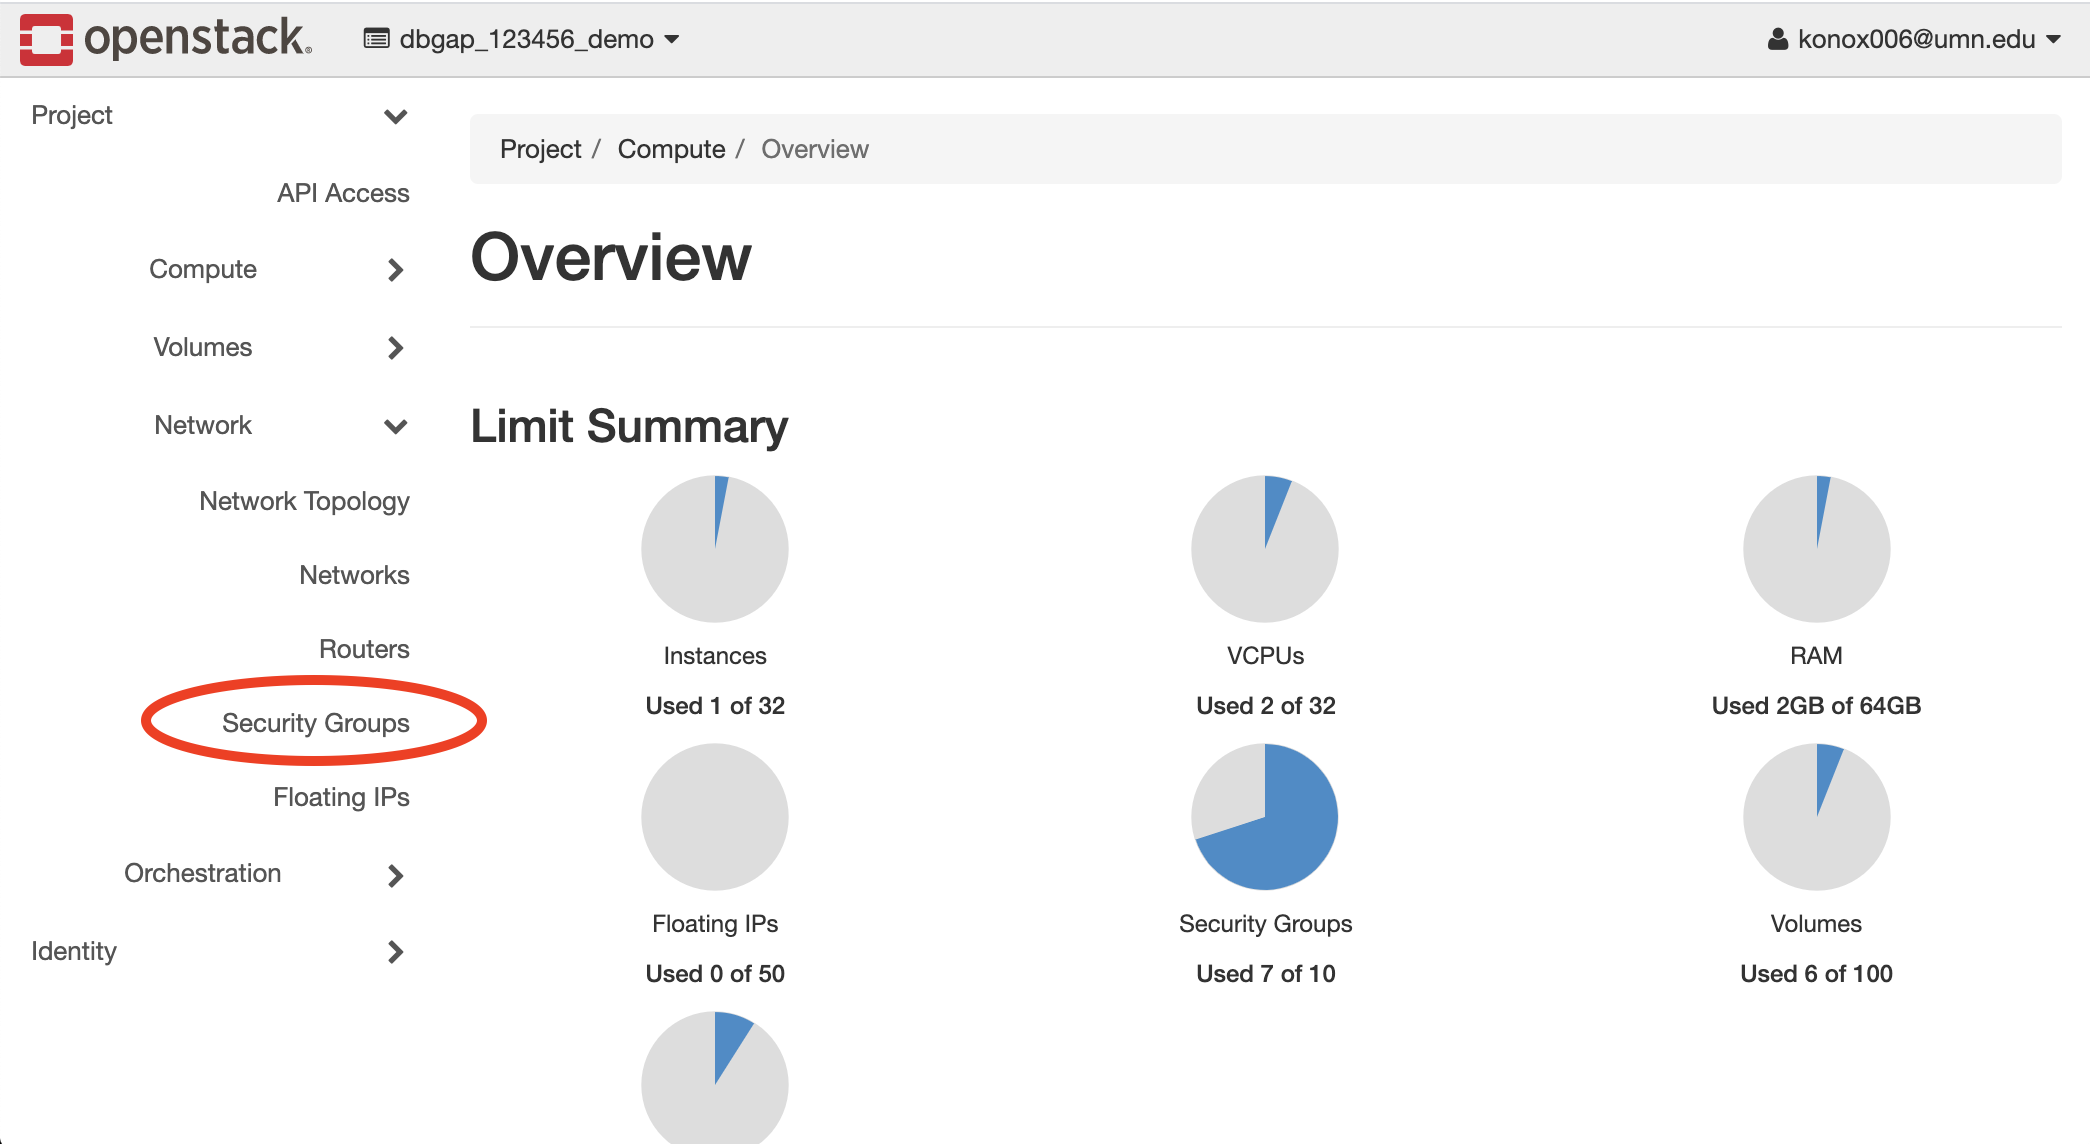 openstack.
dbgap_123456_demo
konox006@umn.edu
Project
API Access
Compute
Volumes
Network
Network Topology
Networks
Routers
Security Groups
Floating IPs
Orchestration
Identity
Project / Compute / Overview
Overview
Limit Summary
Instances
Used 1 of 32
VCPUs
Used 2 of 32
RAM
Used 2GB of 64GB
Floating IPs
Used 0 of 50
Security Groups
Used 7 of 10
Volumes
Used 6 of 100